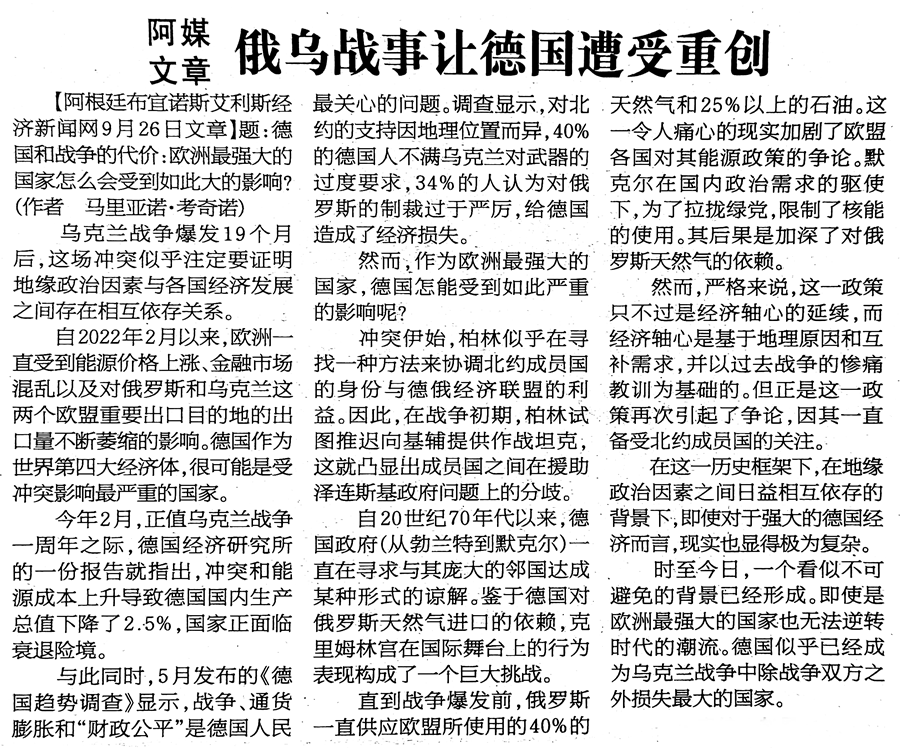 阿媒
文章
俄乌战事让德国遭受重创
【阿根廷布宜诺斯艾利斯经
济新闻网9月26日文章】题:德
国和战争的代价:欧洲最强大的
国家怎么会受到如此大的影响?
(作者 马里亚诺·考奇诺)
乌克兰战争爆发19个月
后,这场冲突似乎注定要证明
地缘政治因素与各国经济发展
之间存在相互依存关系。
自2022年2月以来,欧洲一
直受到能源价格上涨、金融市场
混乱以及对俄罗斯和乌克兰这
两个欧盟重要出口目的地的出
口量不断萎缩的影响。德国作为
世界第四大经济体,很可能是受
冲突影响最严重的国家。
今年2月,正值乌克兰战争
一周年之际,德国经济研究所
的一份报告就指出,冲突和能
源成本上升导致德国国内生产
总值下降了2.5%,国家正面临
衰退险境。
与此同时,5月发布的《德
国趋势调查》显示,战争、通货
膨胀和“财政公平”是德国人民
最关心的问题。调查显示,对北
约的支持因地理位置而异,40%
的德国人不满乌克兰对武器的
过度要求,34%的人认为对俄
罗斯的制裁过于严厉,给德国
造成了经济损失。
然而,作为欧洲最强大的
国家,德国怎能受到如此严重
的影响呢?
冲突伊始,柏林似乎在寻
找一种方法来协调北约成员国
的身份与德俄经济联盟的利
益。因此,在战争初期,柏林试
图推迟向基辅提供作战坦克,
这就凸显出成员国之间在援助
泽连斯基政府问题上的分歧。
自20世纪70年代以来,德
国政府(从勃兰特到默克尔)一
直在寻求与其庞大的邻国达成
某种形式的谅解。鉴于德国对
俄罗斯天然气进口的依赖,克
里姆林宫在国际舞台上的行为
表现构成了一个巨大挑战。
直到战争爆发前,俄罗斯
一直供应欧盟所使用的40%的
天然气和25%以上的石油。这
一令人痛心的现实加剧了欧盟
各国对其能源政策的争论。默
克尔在国内政治需求的驱使
下,为了拉拢绿党,限制了核能
的使用。其后果是加深了对俄
罗斯天然气的依赖。
然而,严格来说,这一政策
只不过是经济轴心的延续,而
经济轴心是基于地理原因和互
补需求,并以过去战争的惨痛
教训为基础的。但正是这一政
策再次引起了争论,因其一直
备受北约成员国的关注。
在这一历史框架下,在地缘
政治因素之间日益相互依存的
背景下,即使对于强大的德国经
济而言,现实也显得极为复杂。
时至今日,一个看似不可
避免的背景已经形成。即使是
欧洲最强大的国家也无法逆转
时代的潮流。德国似乎已经成
为乌克兰战争中除战争双方之
外损失最大的国家。